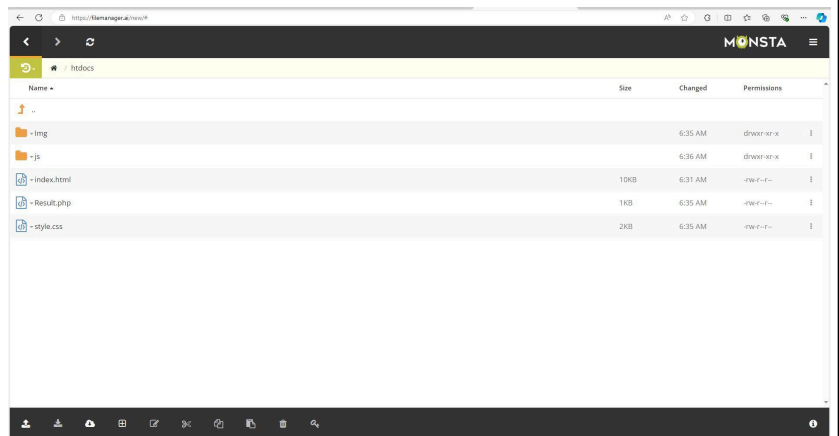 https://filemanager.ai/new/#
MONSTA
/ htdocs
Name Size Changed Permissions
..
Img 6:35 AM drwxr-xr-x
js 6:36 AM drwxr-xr-x
index.html 10KB 6:31 AM -rw-r--r--
Result.php 1KB 6:35 AM -rw-r--r--
style.css 2KB 6:35 AM -rw-r--r--